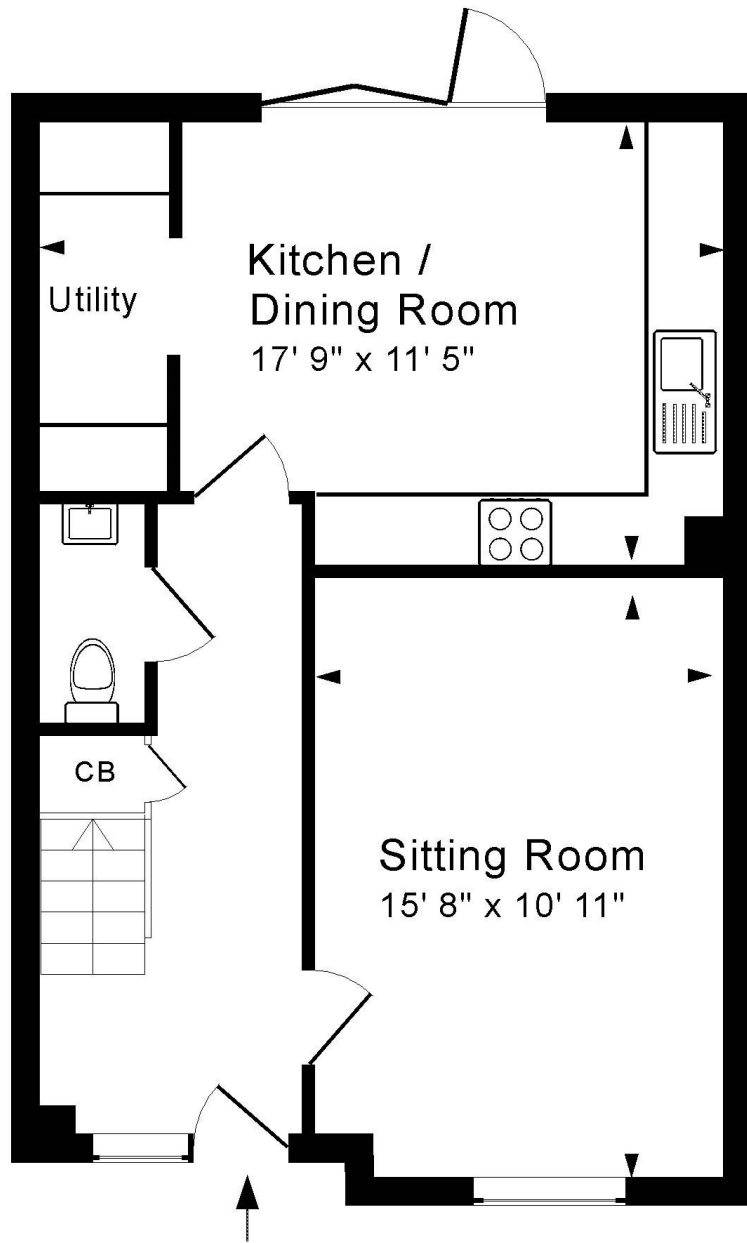 Kitchen /
Dining Room
17' 9" x 11' 5"
Utility
CB
Sitting Room
15' 8" x 10' 11"